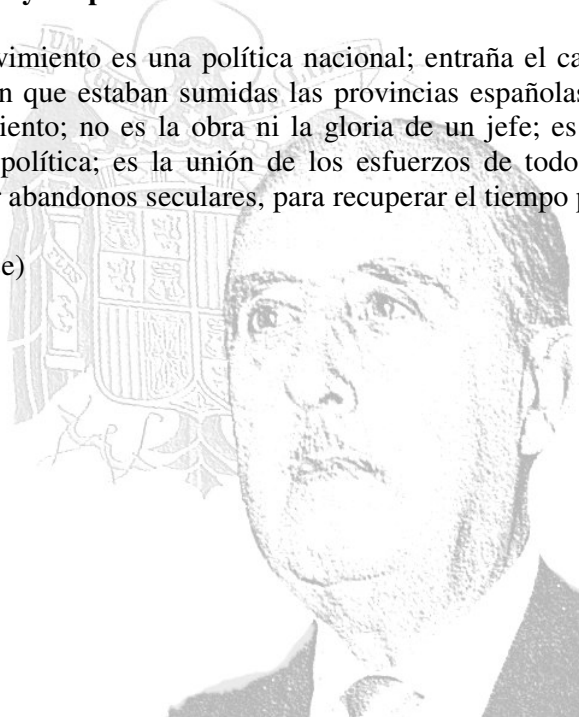 vimiento es una política nacional; entraña el ca
n que estaban sumidas las provincias españolas
iento; no es la obra ni la gloria de un jefe; es
política; es la unión de los esfuerzos de todo
r abandonos seculares, para recuperar el tiempo p
e)